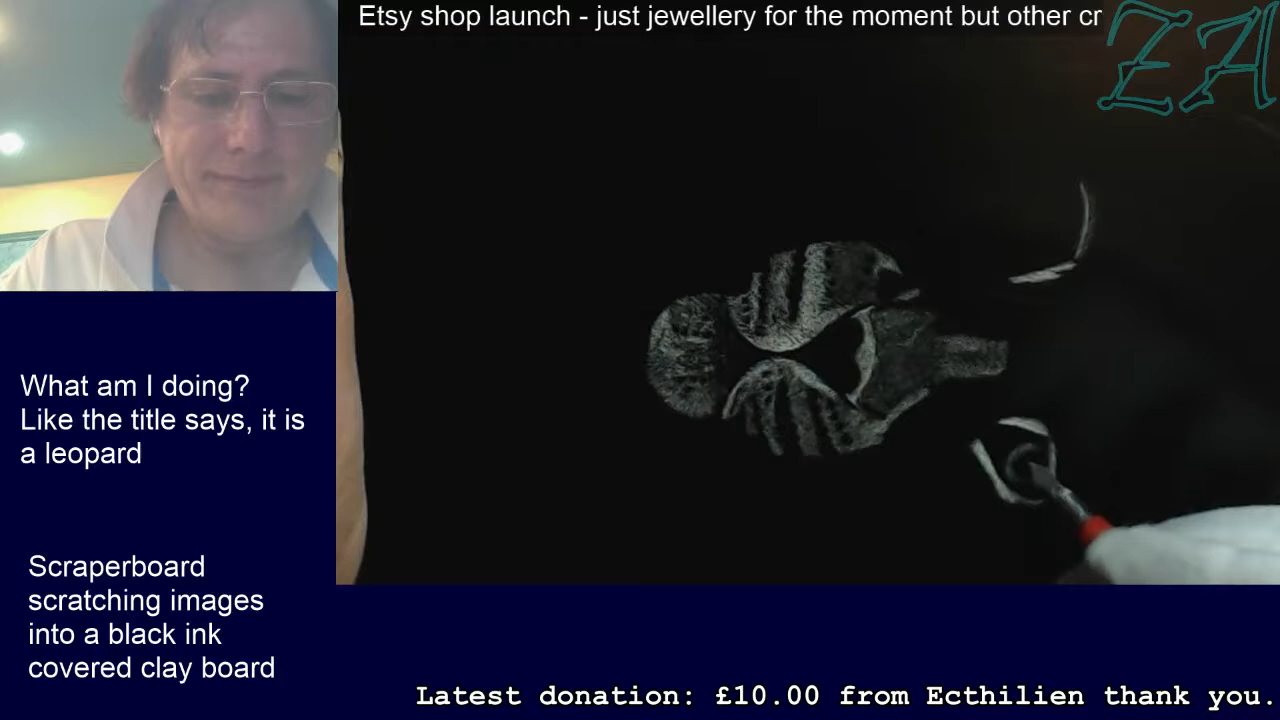 Etsy shop launch - just jewellery for the moment but other cr
ZA
What am I doing?
Like the title says, it is
a leopard
Scraperboard
scratching images
into a black ink
covered clay board
Latest donation: £10.00 from Ecthilien thank you.